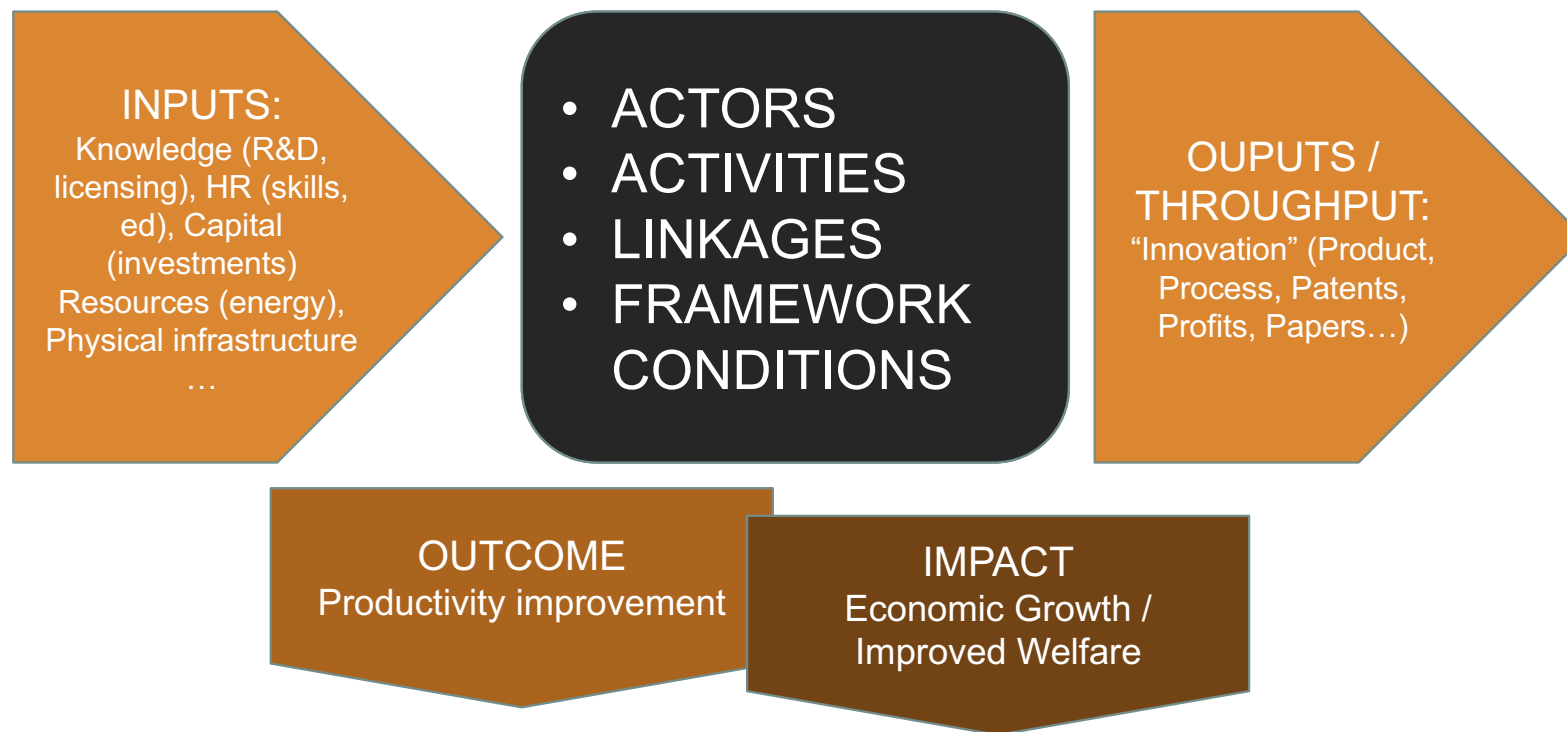 INPUTS:
Knowledge (R&D,
licensing), HR (skills,
ed), Capital
(investments)
Resources (energy),
Physical infrastructure
…
• ACTORS
• ACTIVITIES
• LINKAGES
• FRAMEWORK
CONDITIONS
OUPUTS /
THROUGHPUT:
“Innovation” (Product,
Process, Patents,
Profits, Papers…)
OUTCOME
Productivity improvement
IMPACT
Economic Growth /
Improved Welfare